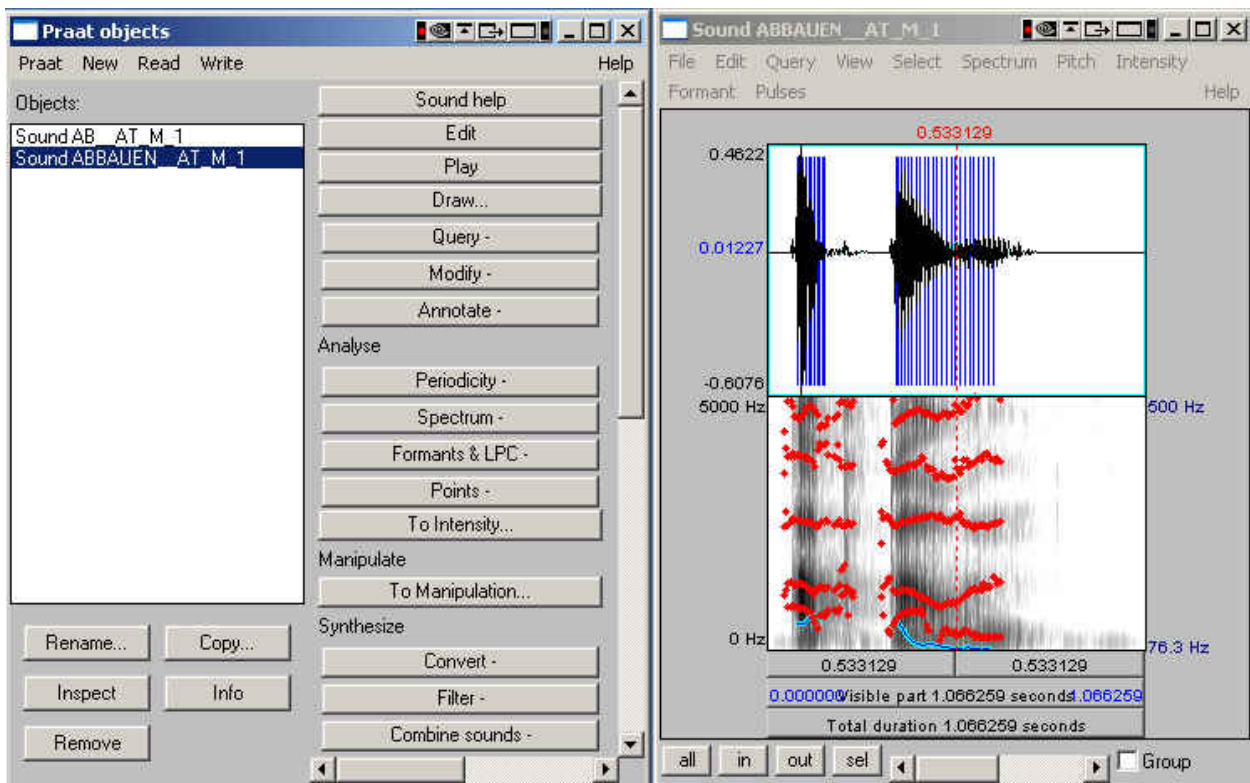 Praat objects
Praat New Read Write Help
Objects:
Sound AB__AT_M_1
Sound ABBAUEN__AT_M_1
Rename...
Copy...
Inspect
Info
Remove
Sound help
Edit
Play
Draw...
Query -
Modify -
Annotate -
Analyse
Periodicity -
Spectrum -
Formants & LPC -
Points -
To Intensity...
Manipulate
To Manipulation...
Synthesize
Convert -
Filter -
Combine sounds -
Sound ABBAUEN__AT_M_1
File Edit Query View Select Spectrum Pitch Intensity
Formant Pulses Help
0.533129
0.4622
0.01227
-0.6076
5000 Hz
500 Hz
0 Hz
76.3 Hz
0.533129 0.533129
0.000000 Visible part 1.066259 seconds 1.066259
Total duration 1.066259 seconds
all in out sel Group